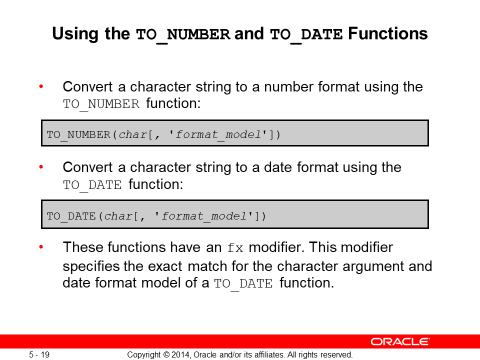 Using the TO_NUMBER and TO_DATE Functions
• Convert a character string to a number format using the
TO_NUMBER function:
TO_NUMBER(char[, 'format_model'])
• Convert a character string to a date format using the
TO_DATE function:
TO_DATE(char[, 'format_model'])
• These functions have an fx modifier. This modifier
specifies the exact match for the character argument and
date format model of a TO_DATE function.
ORACLE
5 - 19 Copyright © 2014, Oracle and/or its affiliates. All rights reserved.